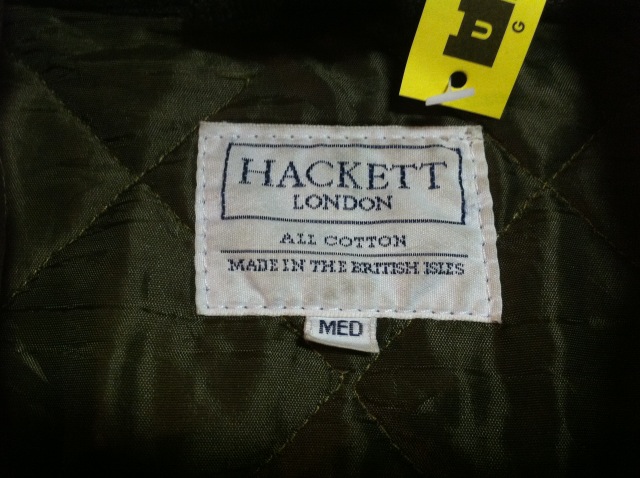 U
G
HACKETT
LONDON
ALL COTTON
MADE IN THE BRITISH ISLES
MED